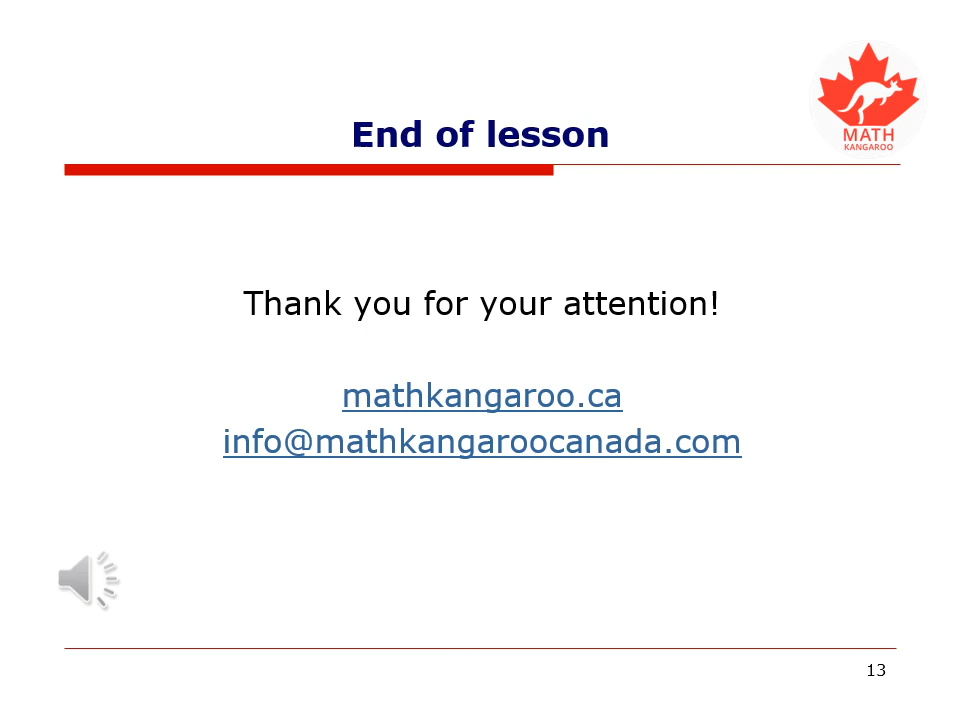 MATH
KANGAROO
End of lesson
Thank you for your attention!
mathkangaroo.ca
info@mathkangaroocanada.com
13